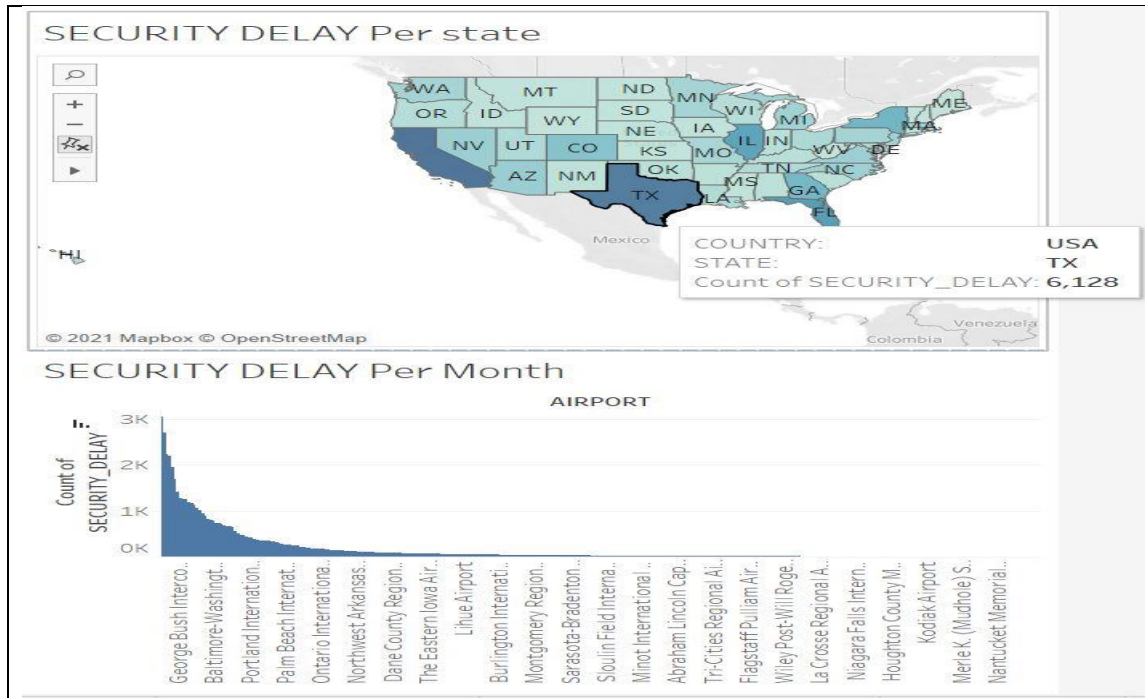 SECURITY DELAY Per state
WA
MT
ND
MN
ME
OR
ID
SD
WI
MI
WY
MA
NE
IA
NV
UT
CO
IL
IN
DE
KS
MO
WV
AZ
NM
OK
TN
NC
TX
MS
GA
LA
FL
HI
Mexico
COUNTRY: USA
STATE: TX
Count of SECURITY_DELAY: 6,128
Venezuela
Colombia
© 2021 Mapbox © OpenStreetMap
SECURITY DELAY Per Month
AIRPORT
Count of
SECURITY_DELAY
3K
2K
1K
0K
George Bush Interco..
Baltimore-Washingt..
Portland Internation..
Palm Beach Internat..
Ontario Internationa..
Northwest Arkansas..
Dane County Region..
The Eastern Iowa Air..
Lihue Airport
Burlington Internati..
Montgomery Region..
Sarasota-Bradenton..
Sloulin Field Interna..
Minot International ..
Abraham Lincoln Cap..
Tri-Cities Regional Ai..
Flagstaff Pulliam Air..
Wiley Post-Will Roge..
La Crosse Regional A..
Niagara Falls Intern..
Houghton County M..
Kodiak Airport
Merle K. (Mudhole) S..
Nantucket Memorial..